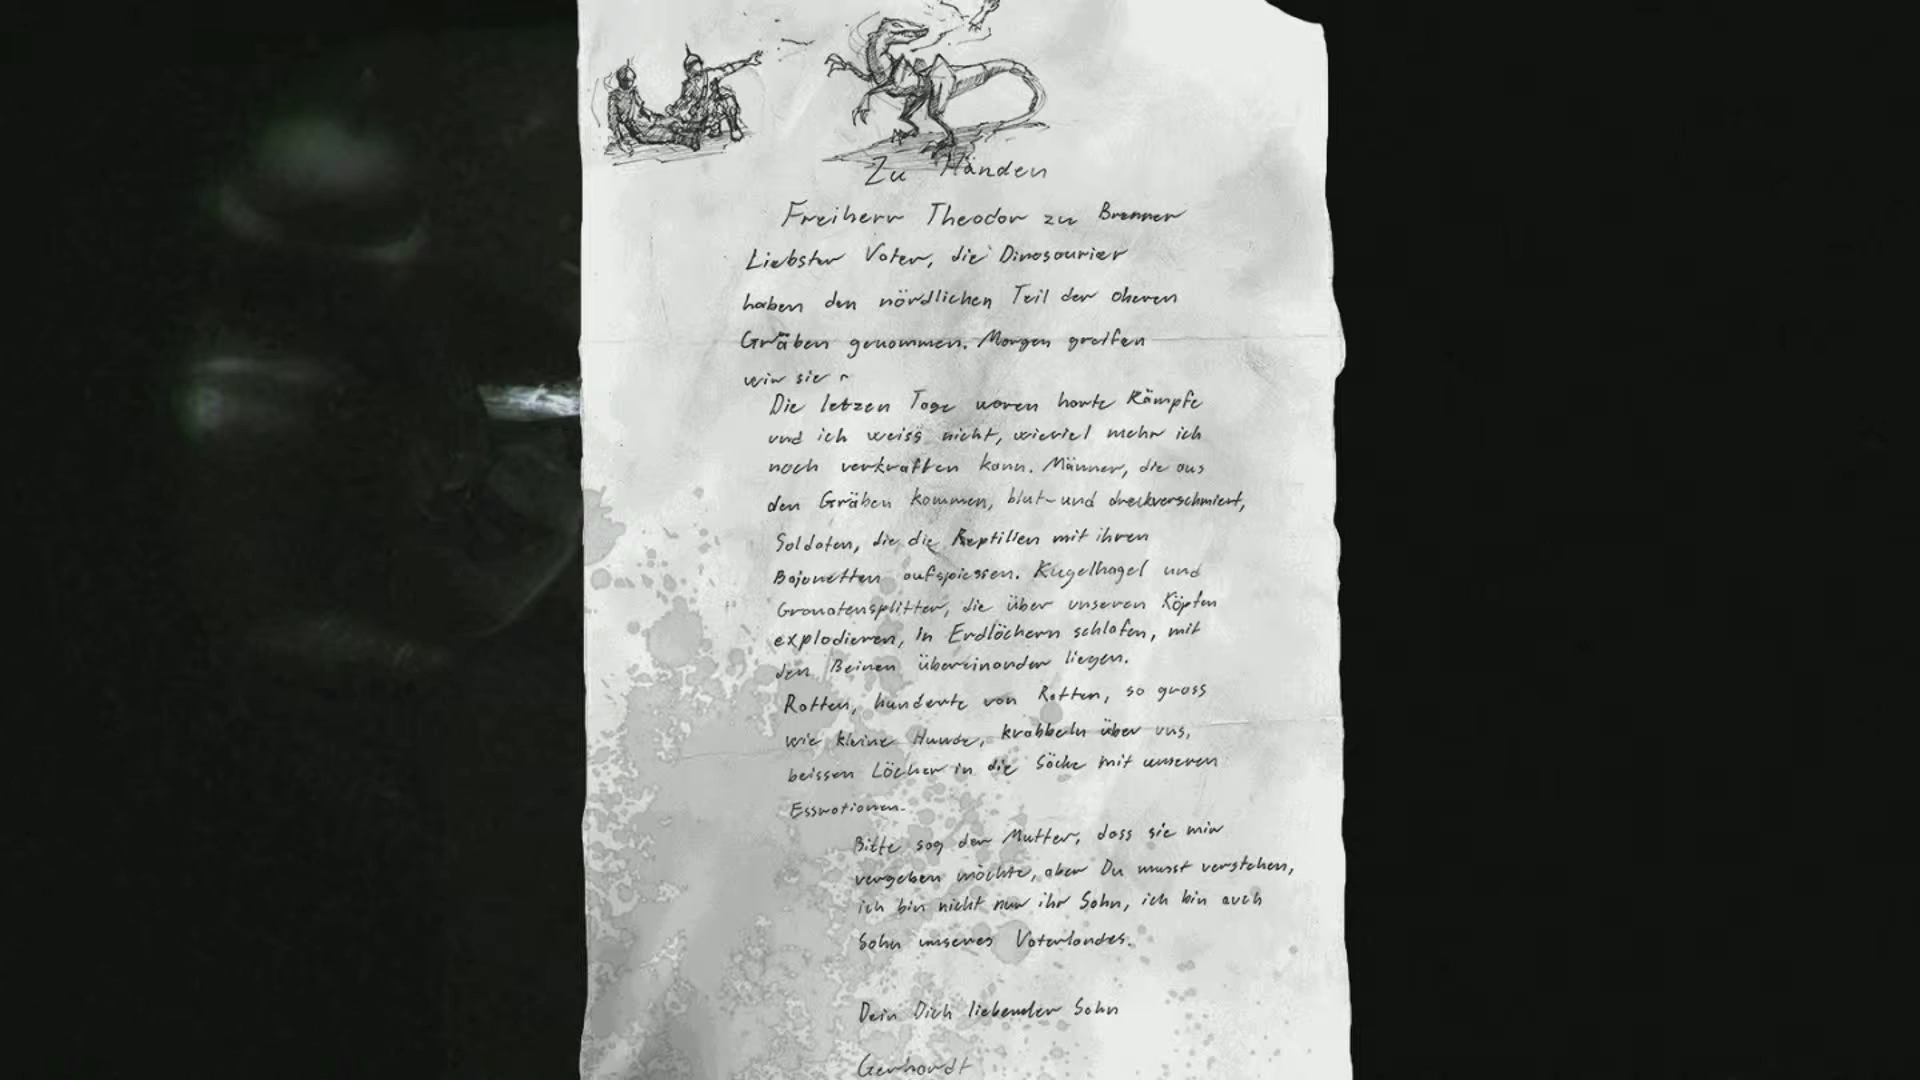 Zu Händen
Freiherr Theodor zu Brenner
Liebster Vater, die Dinosaurier
haben den nördlichen Teil der oberen
Gräben genommen. Morgen greifen
wir sie
Die letzen Tage waren harte Kämpfe
und ich weiss nicht, wieviel mehr ich
noch verkraften kann. Männer, die aus
den Gräben kommen, blut- und dreckverschmiert,
Soldaten, die die Reptilien mit ihren
Bajonetten aufspiessen. Kugelhagel und
Granatensplitter, die über unseren Köpfen
explodieren, in Erdlöchern schlafen, mit
den Beinen übereinander liegen.
Ratten, hunderte von Ratten, so gross
wie kleine Hunde, krabbeln über uns,
beissen Löcher in die Säcke mit unseren
Essrationen.
Bitte sag der Mutter, dass sie mir
vergeben möchte, aber Du musst verstehen,
ich bin nicht nur ihr Sohn, ich bin auch
Sohn unseres Vaterlandes.
Dein Dich liebender Sohn
Gerhardt